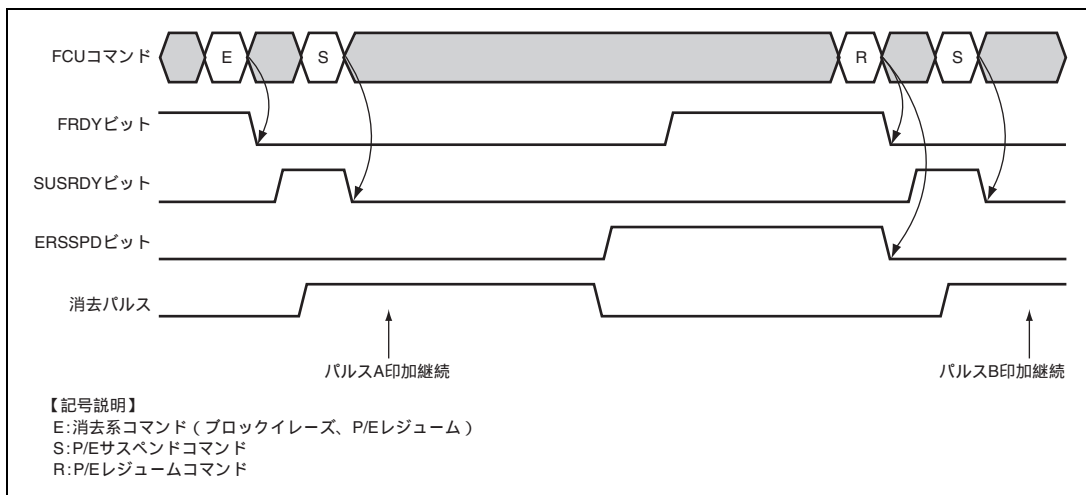 FCUコマンド E S R S
FRDYビット
SUSRDYビット
ERSSPDビット
消去パルス
パルスA印加継続 パルスB印加継続
【記号説明】
E:消去系コマンド(ブロックイレーズ、P/Eレジューム)
S:P/Eサスペンドコマンド
R:P/Eレジュームコマンド